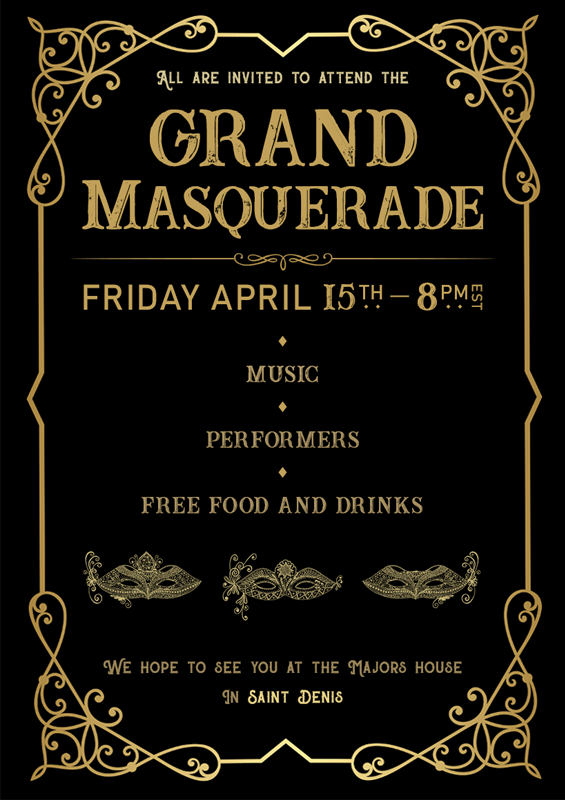 All are invited to attend the
GRAND
MASQUERADE
FRIDAY APRIL 15TH – 8PM EST
MUSIC
PERFORMERS
FREE FOOD AND DRINKS
We hope to see you at the Majors house
In Saint Denis